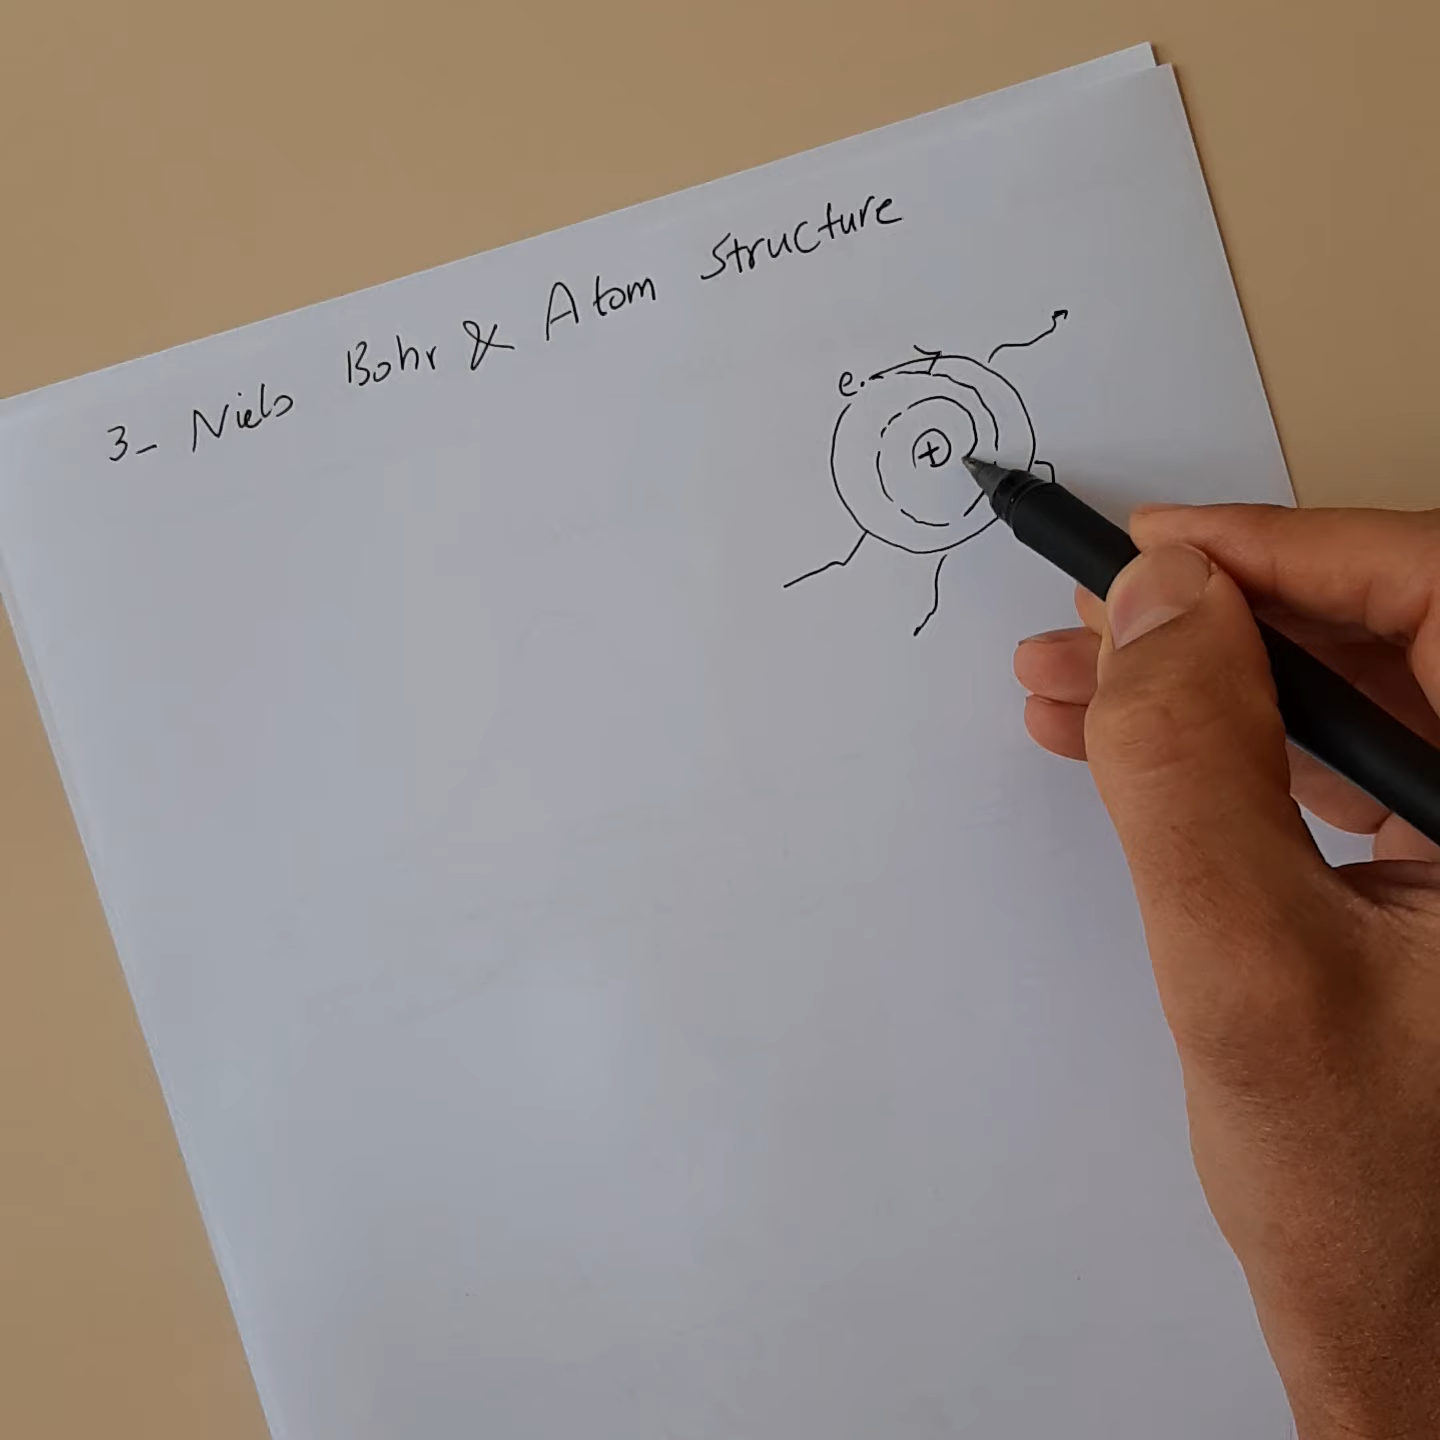 3- Niels Bohr & Atom Structure
e.
+